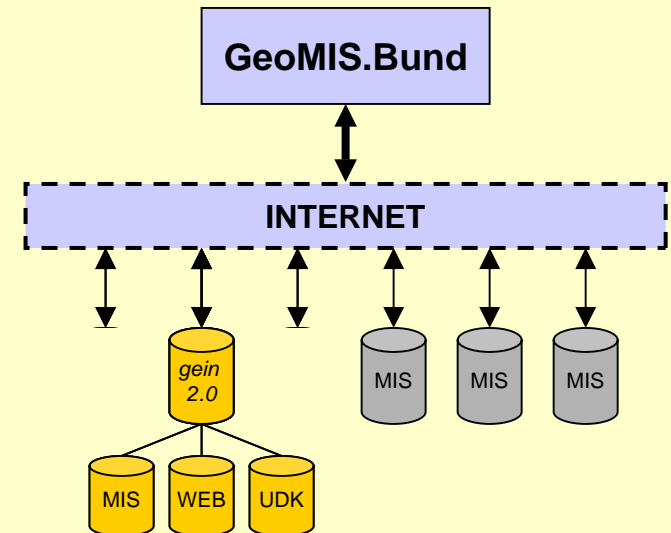 GeoMIS.Bund
INTERNET
gein
2.0
MIS
MIS
MIS
MIS
WEB
UDK